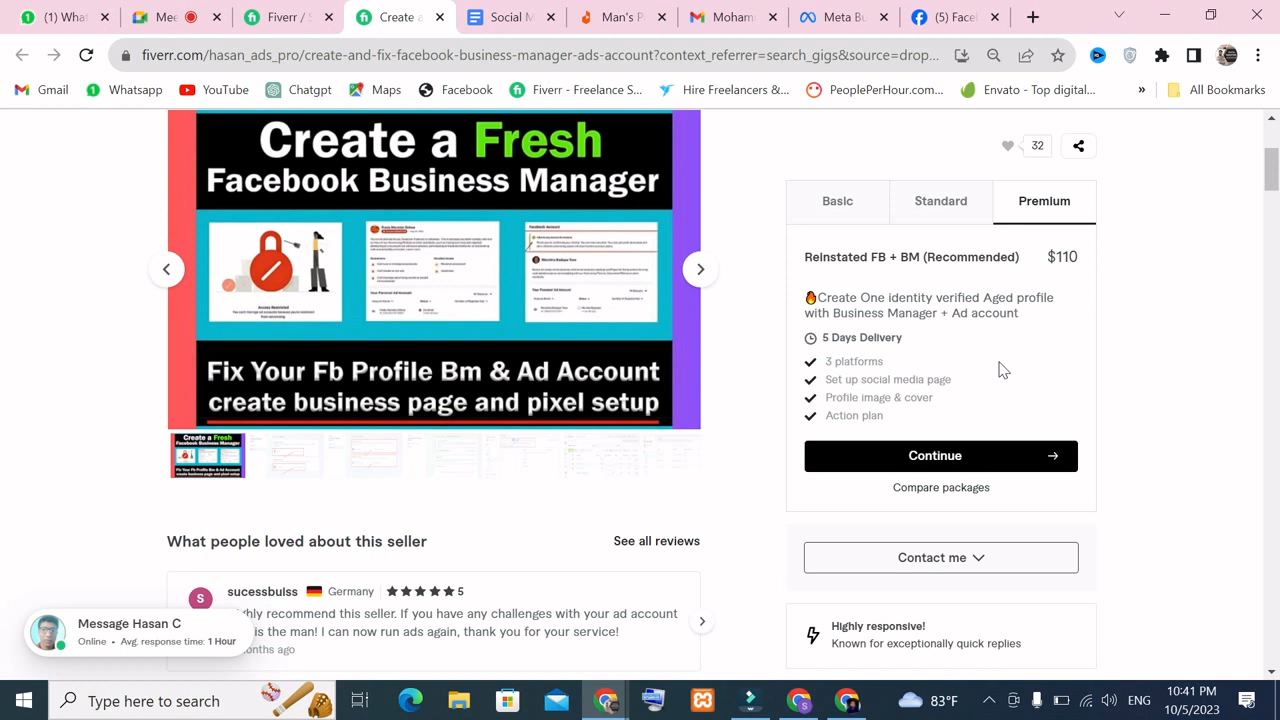 (1) What
Mee
Fiverr / S
Create a
Social M
Man's P
Moham
Meta Bu
(5) Face
fiverr.com/hasan_ads_pro/create-and-fix-facebook-business-manager-ads-account?context_referrer=search_gigs&source=drop...
Gmail
Whatsapp
YouTube
Chatgpt
Maps
Facebook
Fiverr - Freelance S...
Hire Freelancers &...
PeoplePerHour.com...
Envato - Top digital...
»
All Bookmarks
Create a Fresh
Facebook Business Manager
Access Restricted
Facebook Account
Fix Your Fb Profile Bm & Ad Account
create business page and pixel setup
32
Basic
Standard
Premium
Reinstated FB + BM (Recommended)
$110
One identity verified Aged Profile
with Business Manager + Ad account
5 Days Delivery
3 platforms
Set up social media page
Profile image & cover
Action plan
Continue
Compare packages
Contact me
Highly responsive!
Known for exceptionally quick replies
What people loved about this seller
See all reviews
S
sucessbuiss
Germany
5
hly recommend this seller. If you have any challenges with your ad account
is the man! I can now run ads again, thank you for your service!
onths ago
Message Hasan C
Online • Avg. response time: 1 Hour
Type here to search
83°F
ENG
10:41 PM
10/5/2023